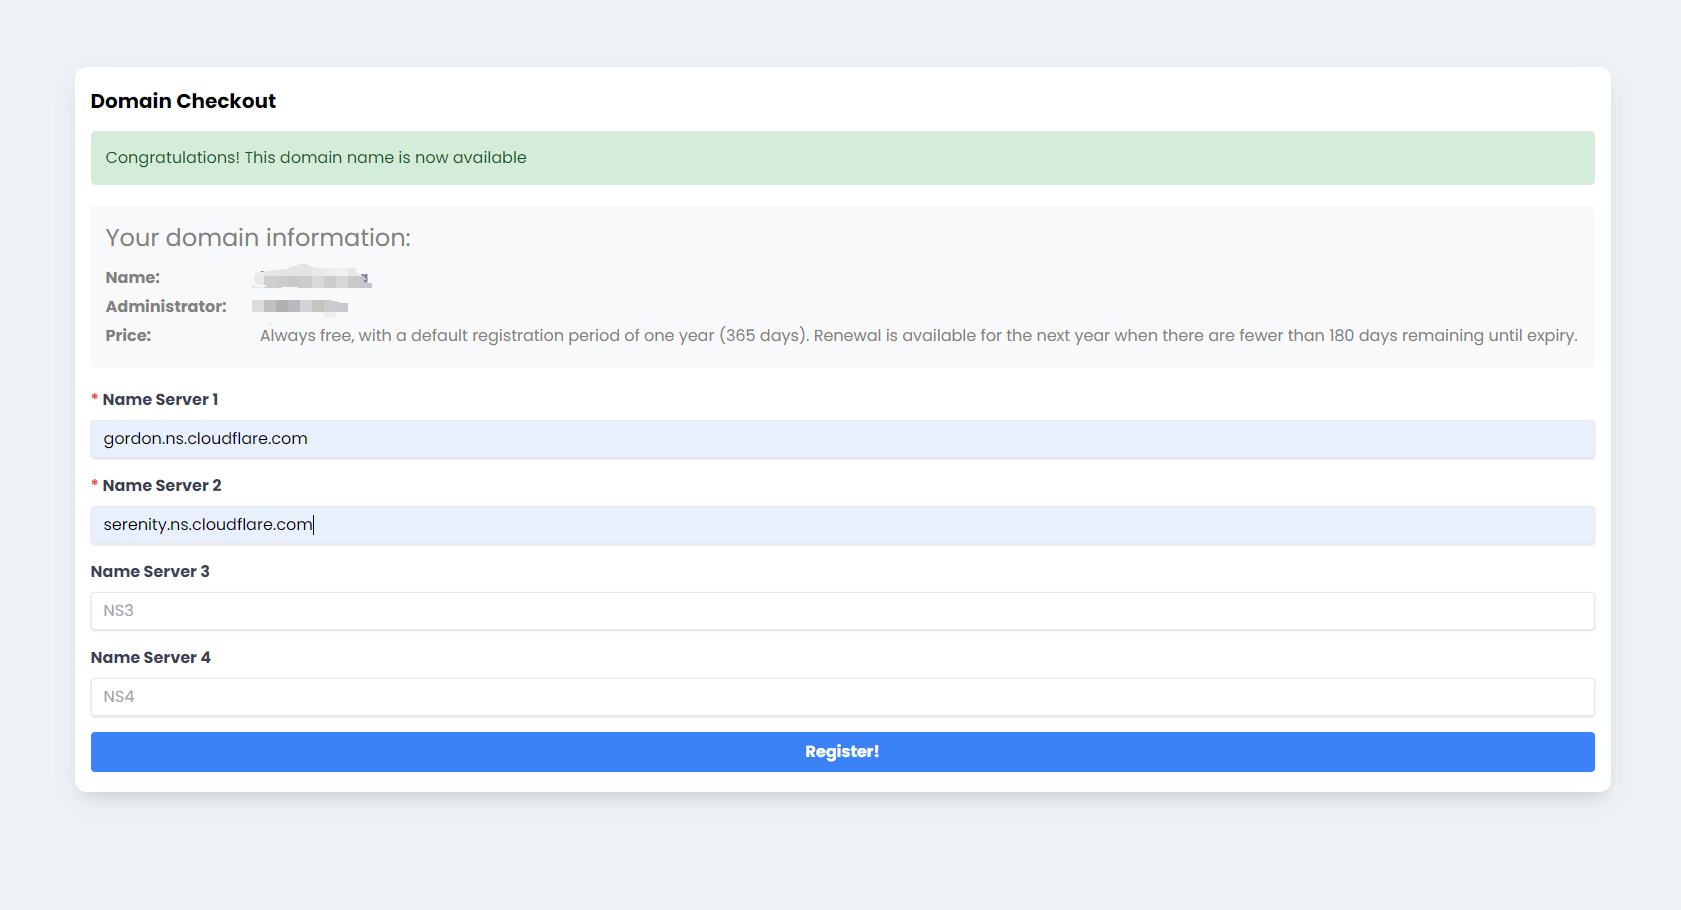 Domain Checkout
Congratulations! This domain name is now available
Your domain information:
Name:
Administrator:
Price: Always free, with a default registration period of one year (365 days). Renewal is available for the next year when there are fewer than 180 days remaining until expiry.
* Name Server 1
gordon.ns.cloudflare.com
* Name Server 2
serenity.ns.cloudflare.com
Name Server 3
NS3
Name Server 4
NS4
Register!